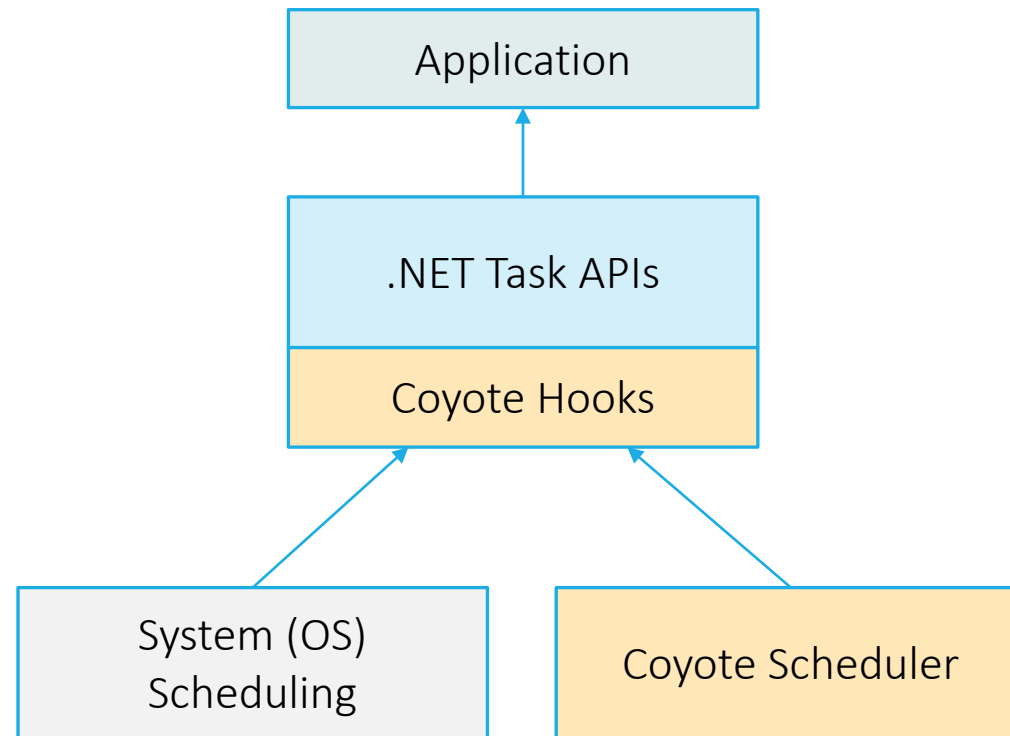 Application
.NET Task APIs
Coyote Hooks
System (OS)
Scheduling
Coyote Scheduler